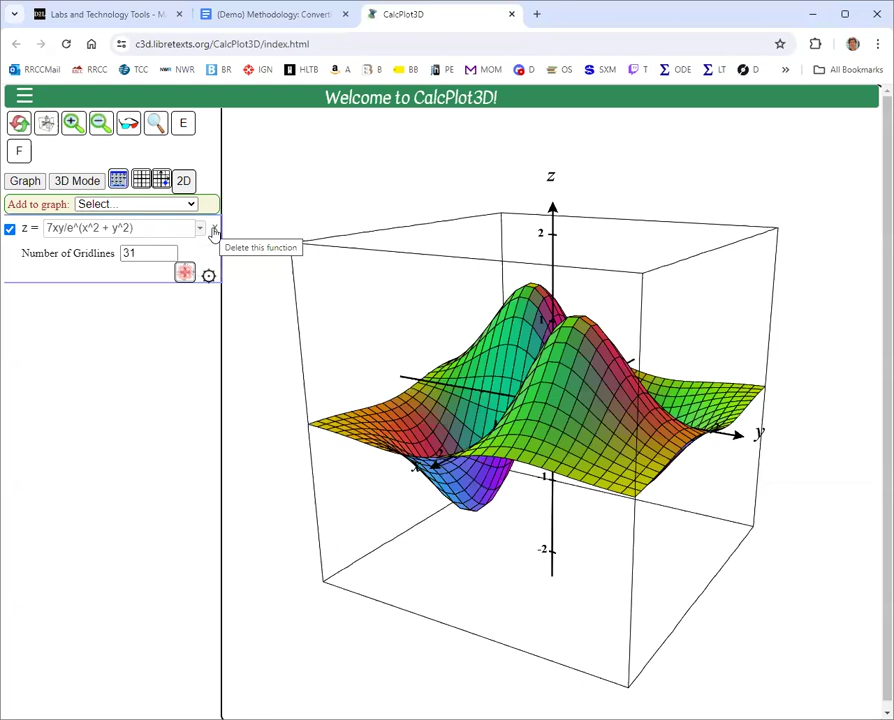 Labs and Technology Tools - M
(Demo) Methodology: Converti
CalcPlot3D
c3d.libretexts.org/CalcPlot3D/index.html
RRCCMail
RRCC
TCC
NWR
BR
IGN
HLTB
A
B
BB
PE
MOM
D
OS
SXM
T
ODE
LT
D
All Bookmarks
Welcome to CalcPlot3D!
E
F
Graph
3D Mode
2D
Add to graph: Select...
z = 7xy/e^(x^2 + y^2)
Delete this function
Number of Gridlines 31
z
2
1
y
x
2
-1
-2